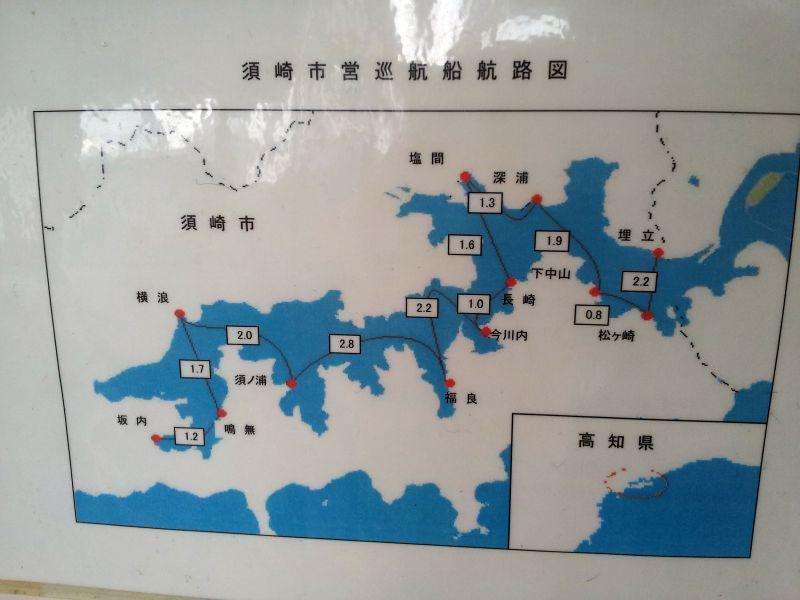 須崎市営巡航船航路図
塩間
深浦
1.3
須崎市
1.9
埋立
1.6
下中山
2.2
横浪
長崎
2.2
1.0
0.8
松ヶ崎
今川内
2.0
2.8
1.7
須ノ浦
福良
坂内
鳴無
1.2
高知県